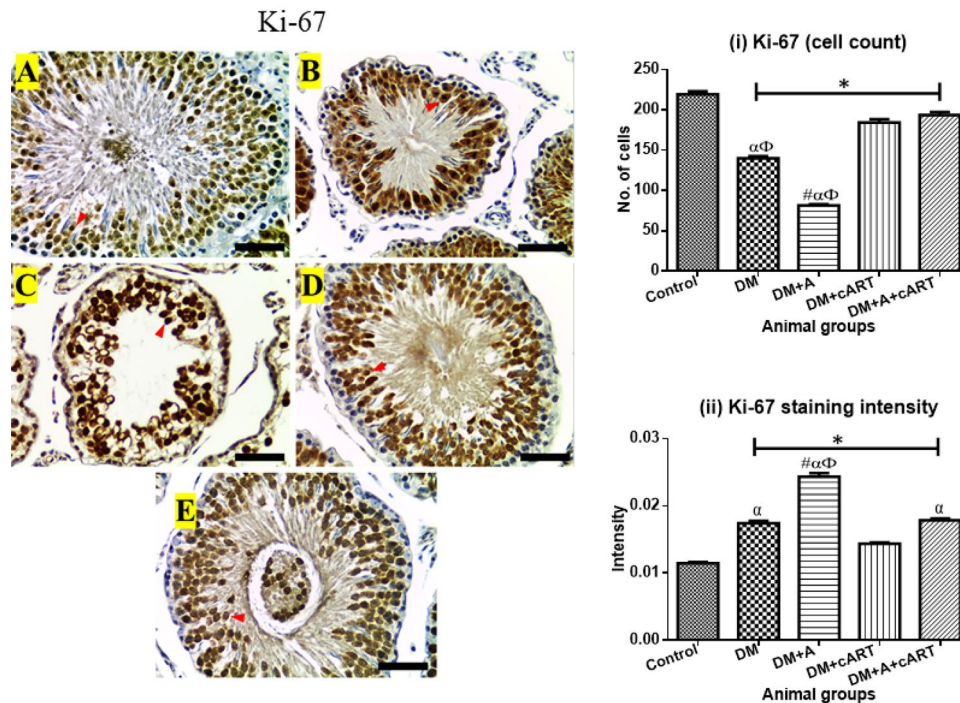 Ki-67
A
B
C
D
E
(i) Ki-67 (cell count)
No. of cells
250
200
150
100
50
0
*
αΦ
#αΦ
Control
DM
DM+A
DM+cART
DM+A+cART
Animal groups
(ii) Ki-67 staining intensity
Intensity
0.03
0.02
0.01
0.00
*
α
#αΦ
α
Control
DM
DM+A
DM+cART
DM+A+cART
Animal groups